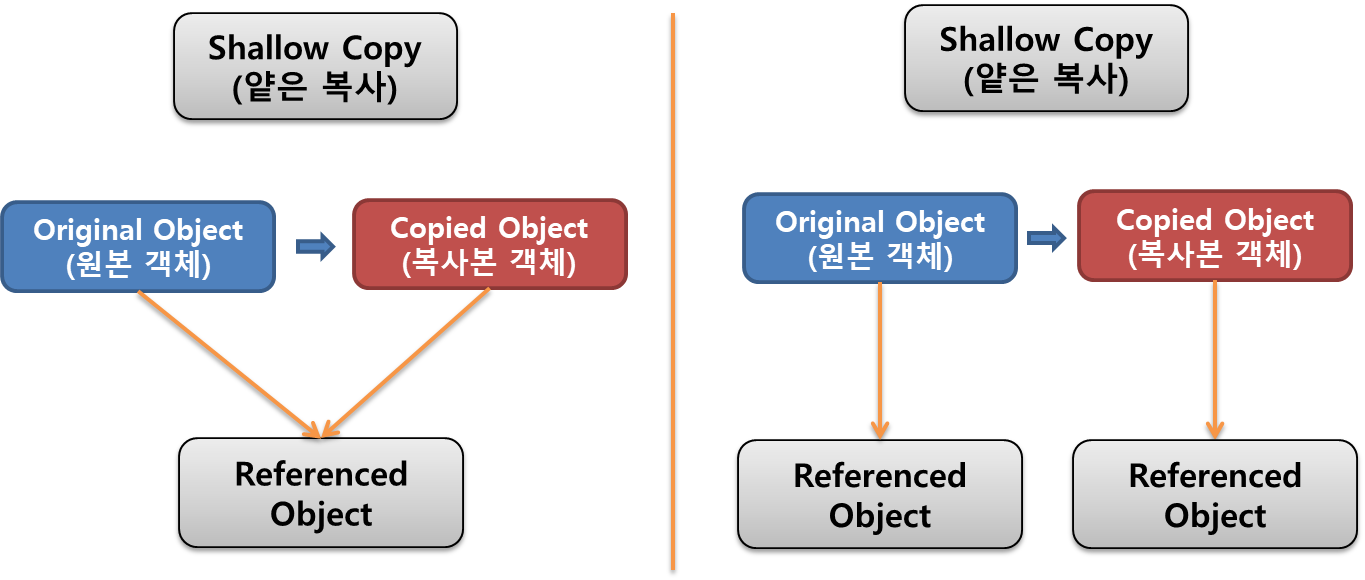 Shallow Copy
(얕은 복사)
Original Object
(원본 객체)
Copied Object
(복사본 객체)
Referenced
Object
Shallow Copy
(얕은 복사)
Original Object
(원본 객체)
Copied Object
(복사본 객체)
Referenced
Object
Referenced
Object